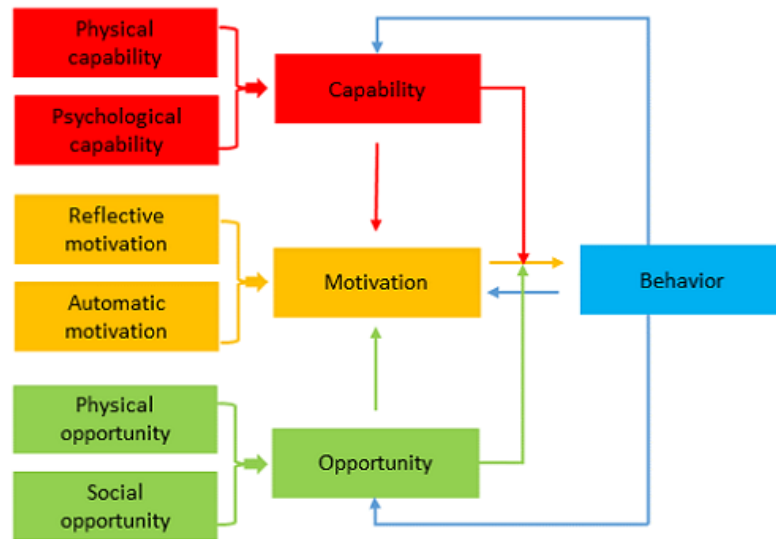 Physical
capability
Psychological
capability
Capability
Reflective
motivation
Automatic
motivation
Motivation
Behavior
Physical
opportunity
Social
opportunity
Opportunity